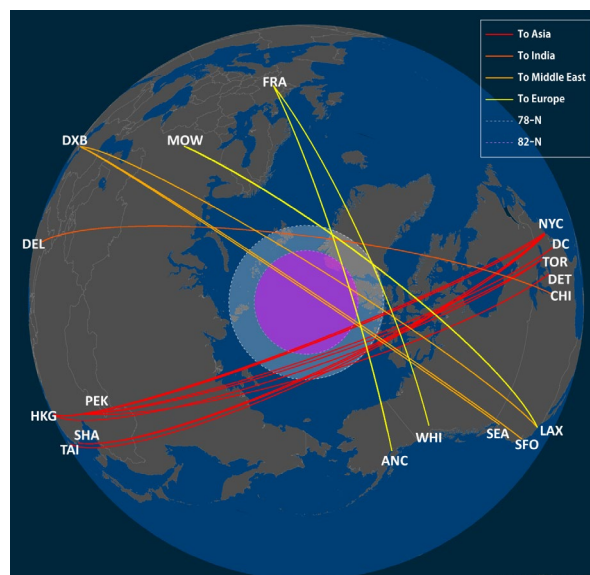 To Asia
To India
To Middle East
To Europe
78-N
82-N
FRA
DXB
MOW
NYC
DEL
DC
TOR
DET
CHI
PEK
HKG
SHA
TAI
WHI
SEA
LAX
SFO
ANC